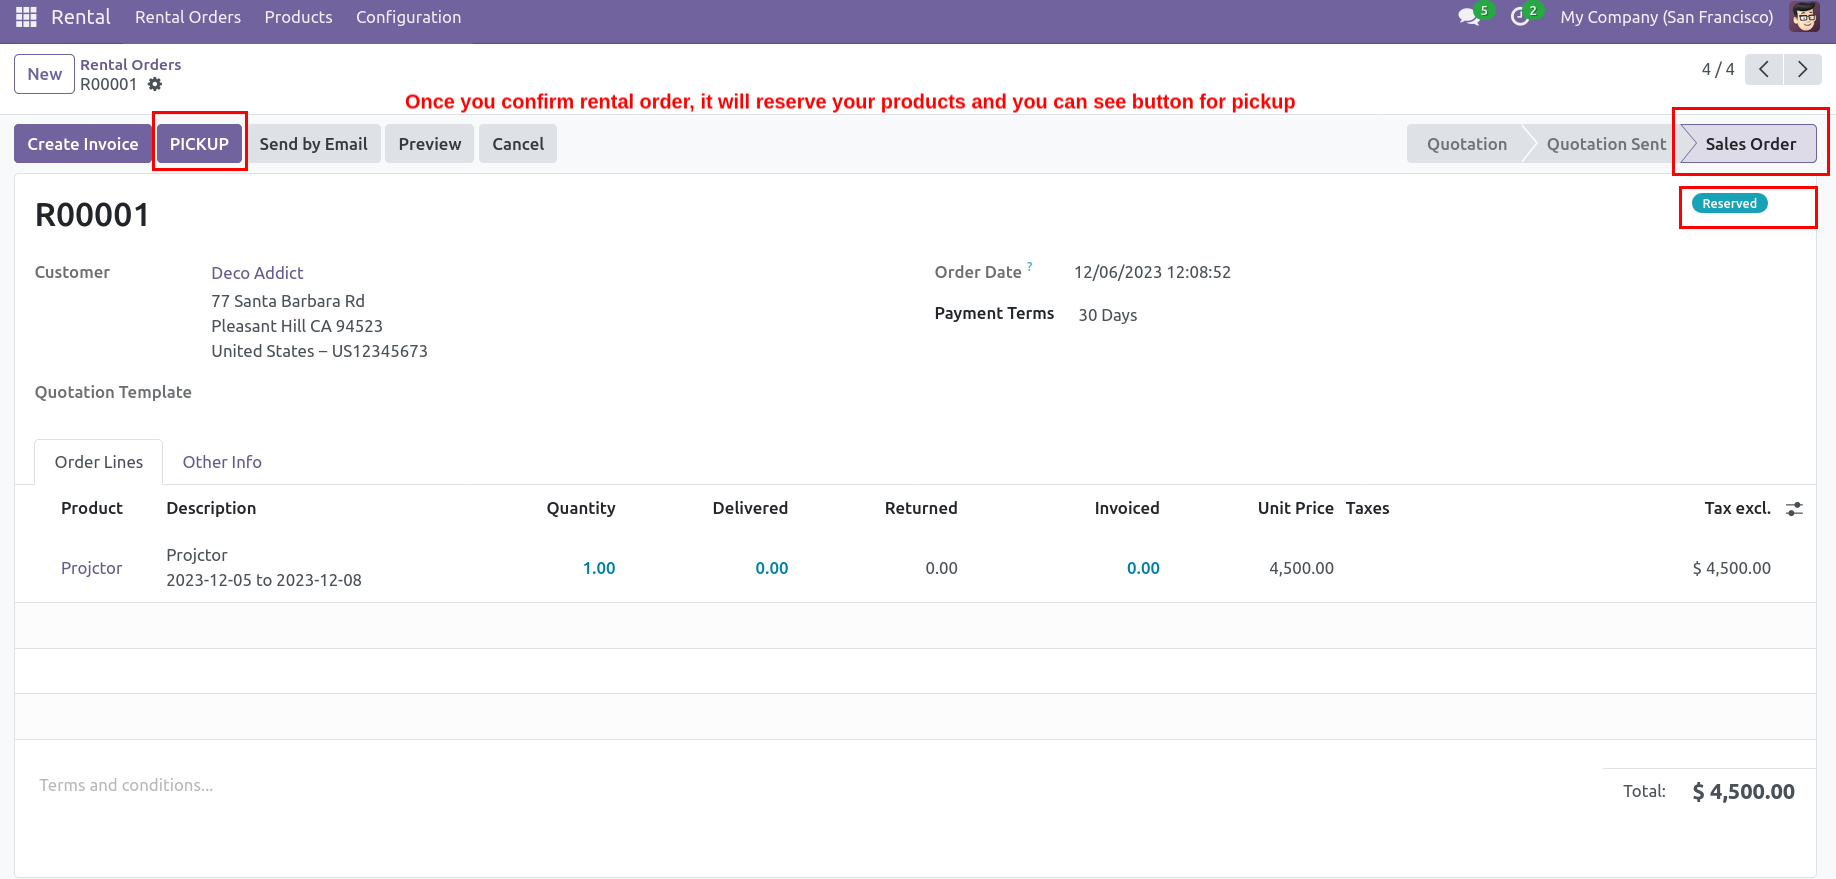 Rental Rental Orders Products Configuration 5 2 My Company (San Francisco)
New Rental Orders
R00001
4 / 4
Once you confirm rental order, it will reserve your products and you can see button for pickup
Create Invoice PICKUP Send by Email Preview Cancel Quotation Quotation Sent Sales Order
Reserved
R00001
Customer Deco Addict
77 Santa Barbara Rd
Pleasant Hill CA 94523
United States – US12345673
Order Date ? 12/06/2023 12:08:52
Payment Terms 30 Days
Quotation Template
Order Lines Other Info
Product Description Quantity Delivered Returned Invoiced Unit Price Taxes Tax excl.
Projctor Projctor 1.00 0.00 0.00 0.00 4,500.00 $ 4,500.00
2023-12-05 to 2023-12-08
Terms and conditions...
Total: $ 4,500.00